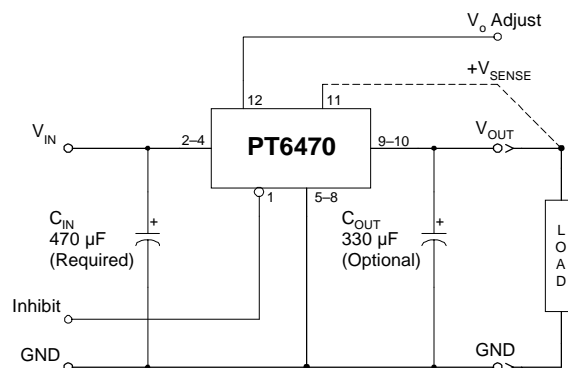 Vo Adjust
+VSENSE
12
11
VIN
2–4
PT6470
9–10
VOUT
1
5–8
CIN
470 µF
(Required)
+
COUT
330 µF
(Optional)
+
L
O
A
D
Inhibit
GND
GND